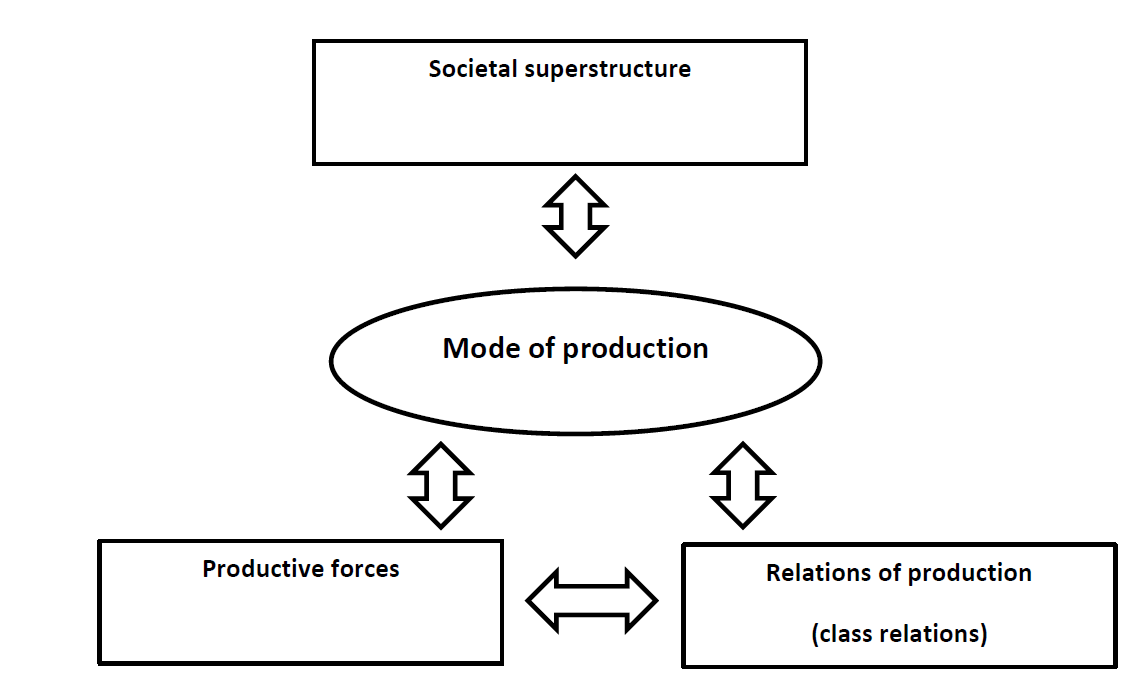 Societal superstructure
Mode of production
Productive forces
Relations of production
(class relations)